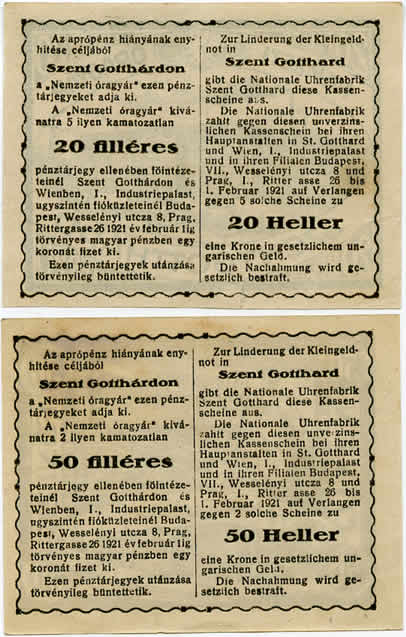 Az aprópénz hiányának eny-
hitése céljából
Szent Gotthárdon
a „Nemzeti óragyár" ezen pénz-
tárjegyeket adja ki.
A „Nemzeti óragyár" kivá-
natra 5 ilyen kamatozatlan
20 filléres
pénztárjegy ellenében főintéze-
teinél Szent Gotthárdon és
Wienben, I., Industriepalast,
ugyszintén fióküzleteinél Buda-
pest, Wesselényi utcza 8, Prag,
Rittergasse 26 1921 év február 1 ig
törvényes magyar pénzben egy
koronát fizet ki.
Ezen pénztárjegyek utánzása
törvényileg büntettetik.
Zur Linderung der Kleingeld-
not in
Szent Gotthard
gibt die Nationale Uhrenfabrik
Szent Gotthard diese Kassen-
scheine aus.
Die Nationale Uhrenfabrik
zahlt gegen diesen unverzins-
lichen Kassenschein bei ihren
Hauptanstalten in St. Gotthard
und Wien, I., Industriepalast
und in ihren Filialen Budapest,
VII., Wesselényi utcza 8 und
Prag, I., Ritter asse 26 bis
1. Februar 1921 auf Verlangen
gegen 5 solche Scheine zu
20 Heller
eine Krone in gesetzlichem un-
garischen Geld.
Die Nachahmung wird ge-
setzlich bestraft.
Az aprópénz hiányának eny-
hitése céljából
Szent Gotthárdon
a „Nemzeti óragyár" ezen pénz-
tárjegyeket adja ki.
A „Nemzeti óragyár" kivá-
natra 2 ilyen kamatozatlan
50 filléres
pénztárjegy ellenében főintéze-
teinél Szent Gotthárdon és
Wienben, I., Industriepalast,
ugyszintén fióküzleteinél Buda-
pest, Wesselényi utcza 8, Prag,
Rittergasse 26 1921 év február 1 ig
törvényes magyar pénzben egy
koronát fizet ki.
Ezen pénztárjegyek utánzása
törvényileg büntettetik.
Zur Linderung der Kleingeld-
not in
Szent Gotthard
gibt die Nationale Uhrenfabrik
Szent Gotthard diese Kassen-
scheine aus.
Die Nationale Uhrenfabrik
zahlt gegen diesen unverzins-
lichen Kassenschein bei ihren
Hauptanstalten in St. Gotthard
und Wien, I., Industriepalast
und in ihren Filialen Budapest,
VII., Wesselényi utcza 8 und
Prag, I., Ritter asse 26 bis
1. Februar 1921 auf Verlangen
gegen 2 solche Scheine zu
50 Heller
eine Krone in gesetzlichem un-
garischen Geld.
Die Nachahmung wird ge-
setzlich bestraft.